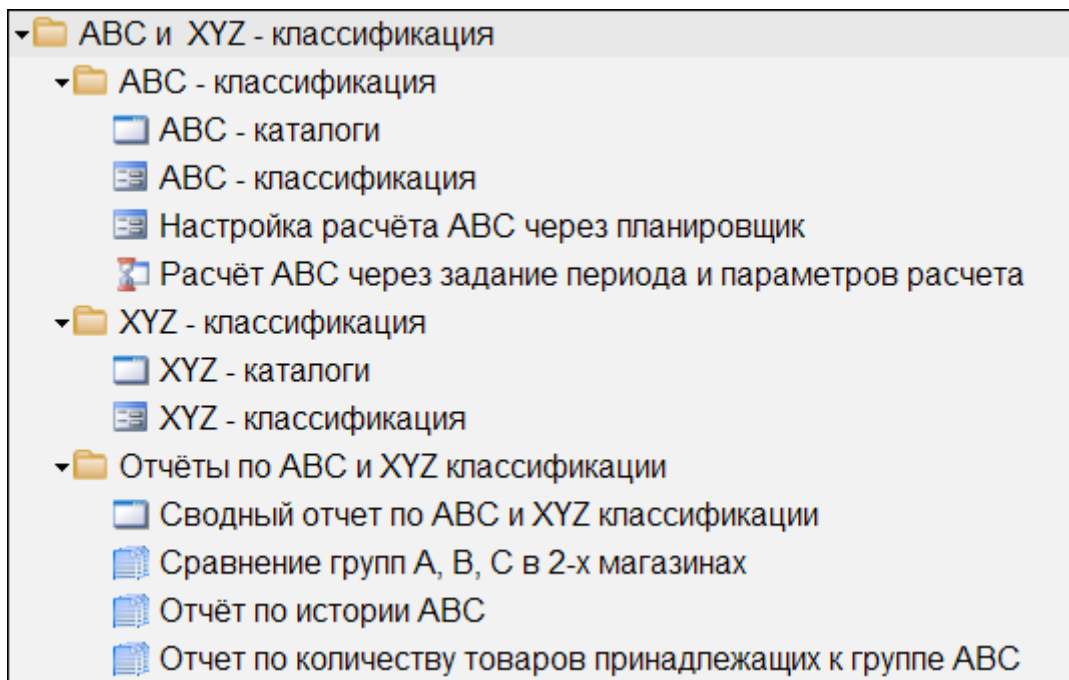 ABC и XYZ - классификация
ABC - классификация
ABC - каталоги
ABC - классификация
Настройка расчёта ABC через планировщик
Расчёт ABC через задание периода и параметров расчета
XYZ - классификация
XYZ - каталоги
XYZ - классификация
Отчёты по ABC и XYZ классификации
Сводный отчет по ABC и XYZ классификации
Сравнение групп A, B, C в 2-х магазинах
Отчёт по истории ABC
Отчет по количеству товаров принадлежащих к группе ABC